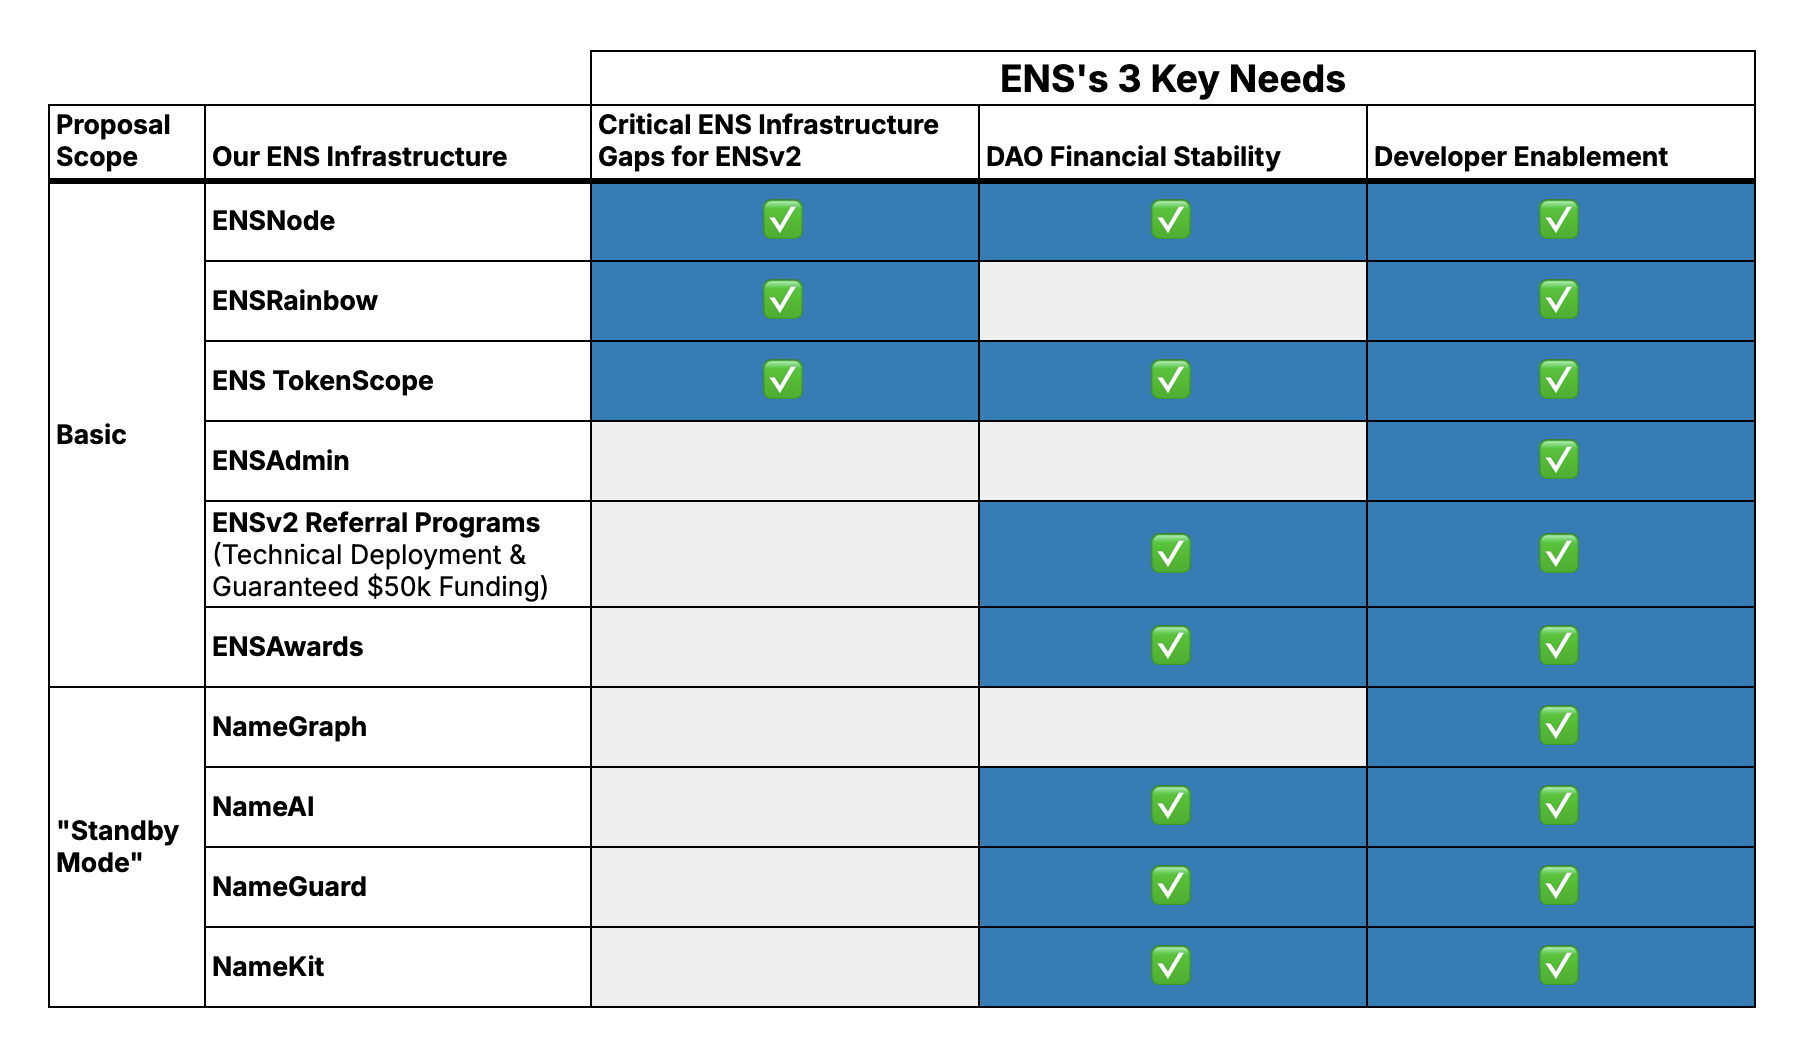 ENS's 3 Key Needs
Proposal
Scope
Our ENS Infrastructure
Critical ENS Infrastructure
Gaps for ENSv2
DAO Financial Stability
Developer Enablement
Basic
ENSNode
ENSRainbow
ENS TokenScope
ENSAdmin
ENSv2 Referral Programs
(Technical Deployment &
Guaranteed $50k Funding)
ENSAwards
"Standby
Mode"
NameGraph
NameAI
NameGuard
NameKit